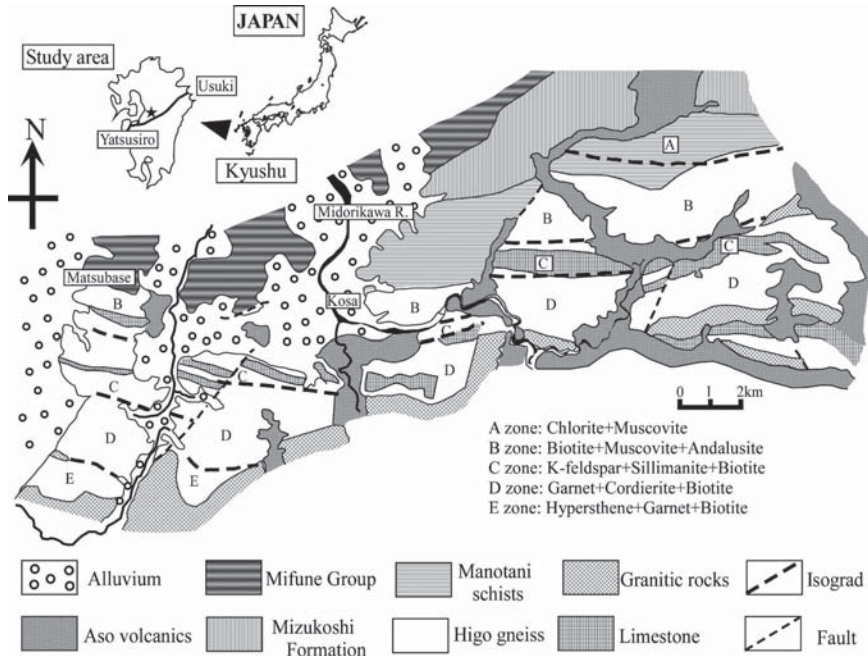 JAPAN
Study area
Usuki
Yatsusiro
Kyushu
N
A
Midorikawa R.
B
B
Matsubase
C
C
B
Kosa
B
D
D
C
C
C
D
D
D
E
E
0 1 2km
A zone: Chlorite+Muscovite
B zone: Biotite+Muscovite+Andalusite
C zone: K-feldspar+Sillimanite+Biotite
D zone: Garnet+Cordierite+Biotite
E zone: Hypersthene+Garnet+Biotite
Alluvium
Mifune Group
Manotani
schists
Granitic rocks
Isograd
Aso volcanics
Mizukoshi
Formation
Higo gneiss
Limestone
Fault